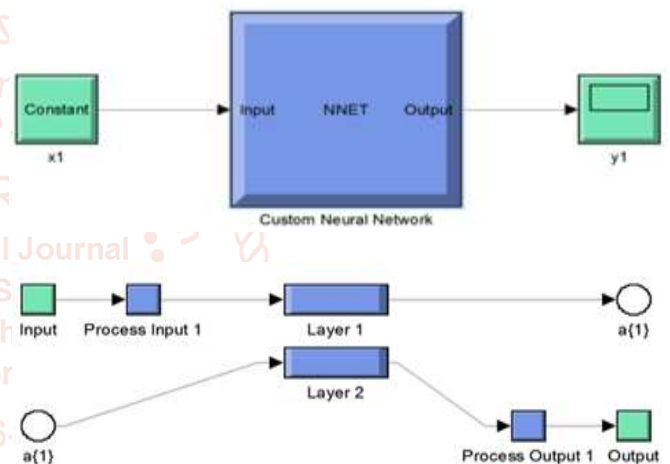 Constant
Input NNET Output
x1
y1
Custom Neural Network
l Journal
Input
Process Input 1
Layer 1
a{1}
Layer 2
a{1}
Process Output 1
Output